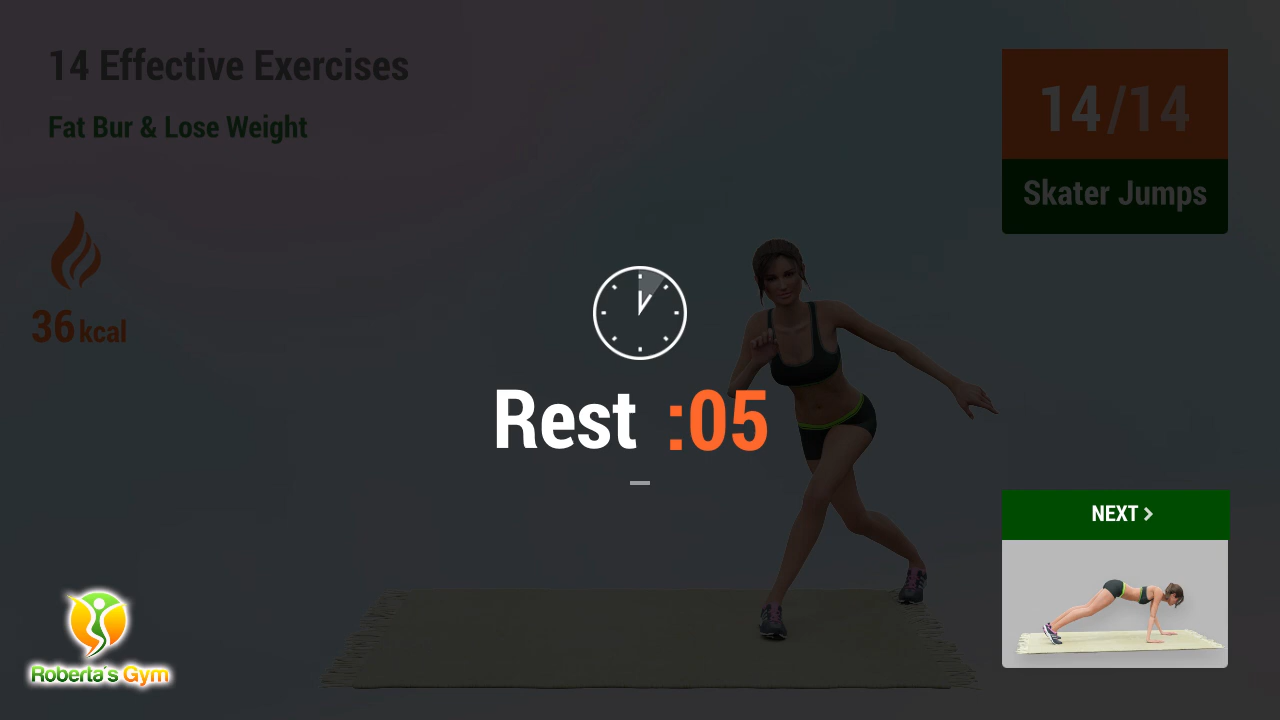 14 Effective Exercises
Fat Bur & Lose Weight
14/14
Skater Jumps
36 kcal
Rest :05
NEXT >
Roberta´s Gym